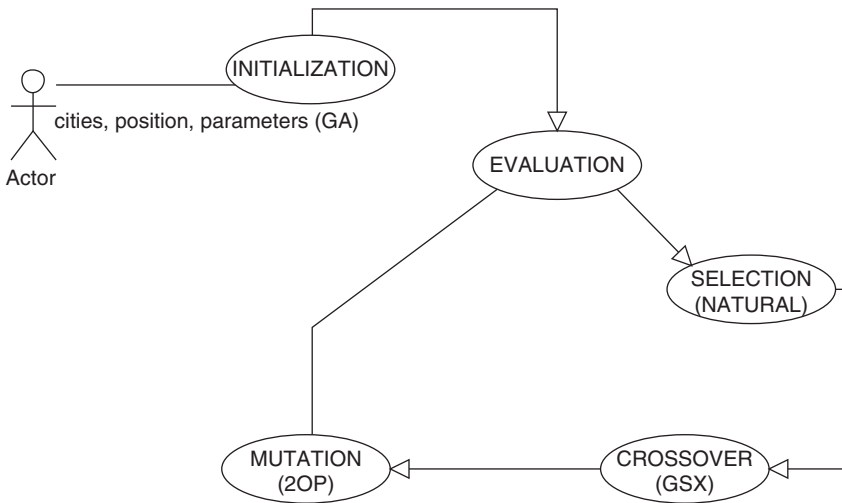 INITIALIZATION
cities, position, parameters (GA)
Actor
EVALUATION
SELECTION
(NATURAL)
MUTATION
(2OP)
CROSSOVER
(GSX)